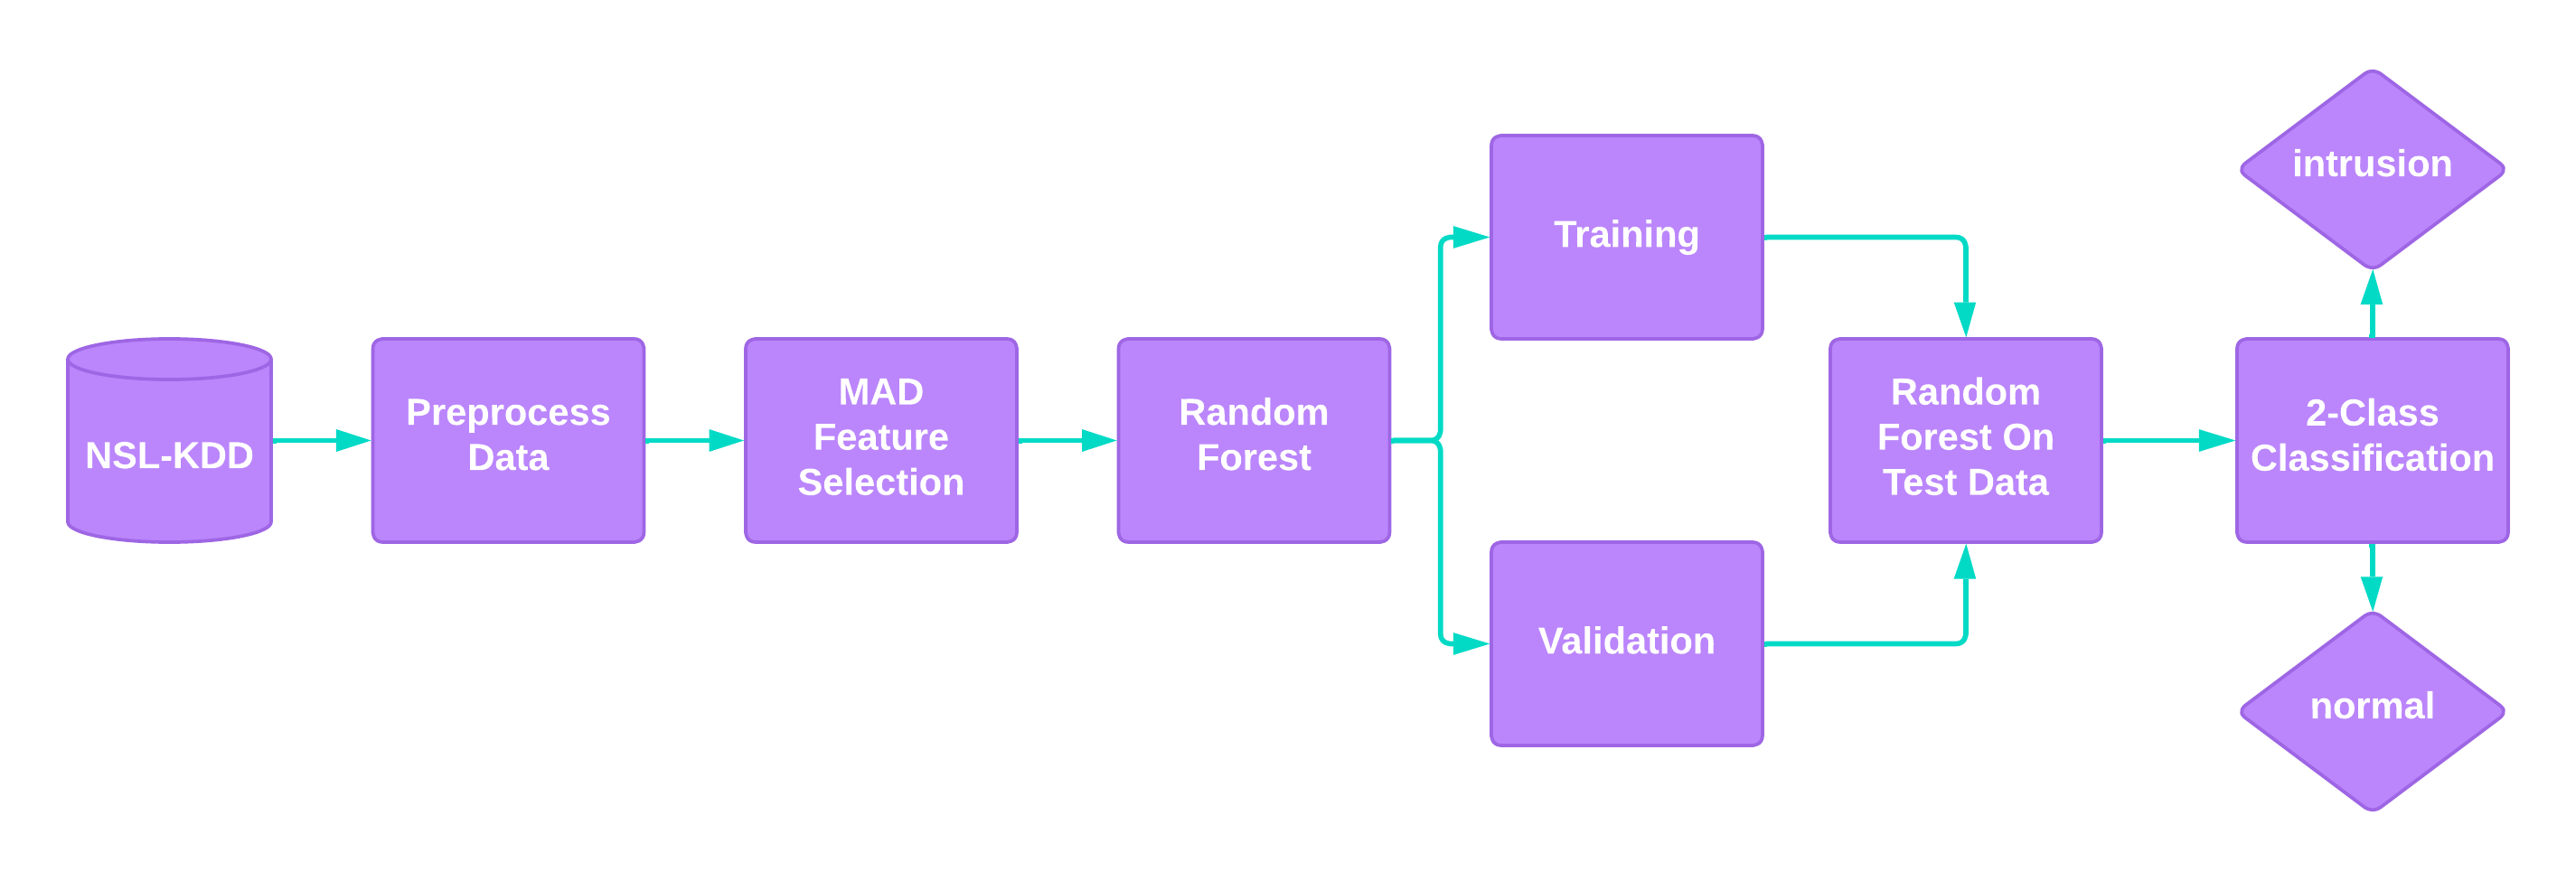 NSL-KDD
Preprocess
Data
MAD
Feature
Selection
Random
Forest
Training
Validation
Random
Forest On
Test Data
2-Class
Classification
intrusion
normal